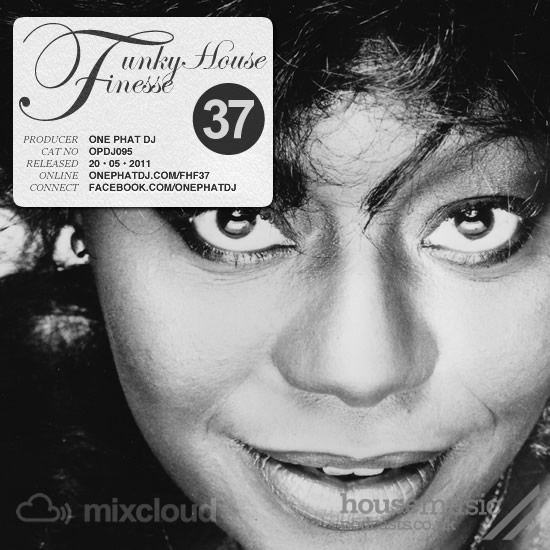 Funky House
Finesse
37
PRODUCER ONE PHAT DJ
CAT NO OPDJ095
RELEASED 20 • 05 • 2011
ONLINE ONEPHATDJ.COM/FHF37
CONNECT FACEBOOK.COM/ONEPHATDJ
mixcloud
housemusic